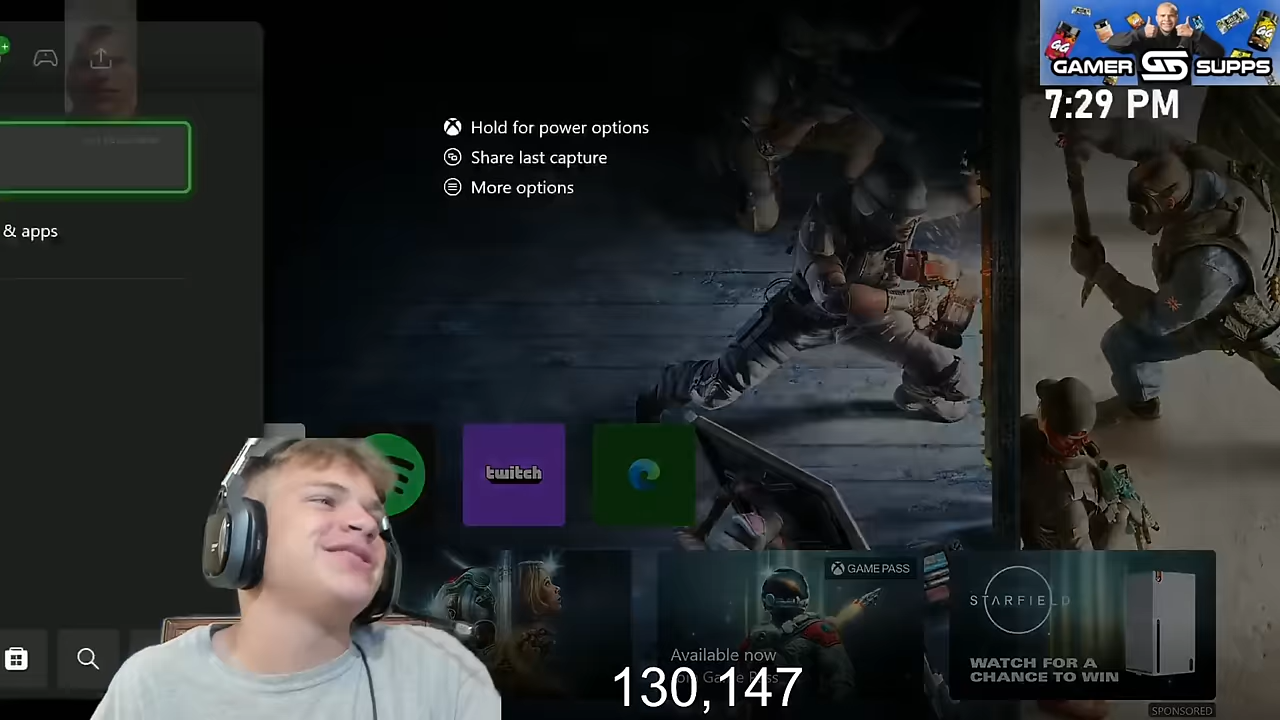 GAMER GG SUPPS
7:29 PM
Hold for power options
Share last capture
More options
& apps
twitch
GAME PASS
Available now
130,147
STARFIELD
WATCH FOR A
CHANCE TO WIN
SPONSORED